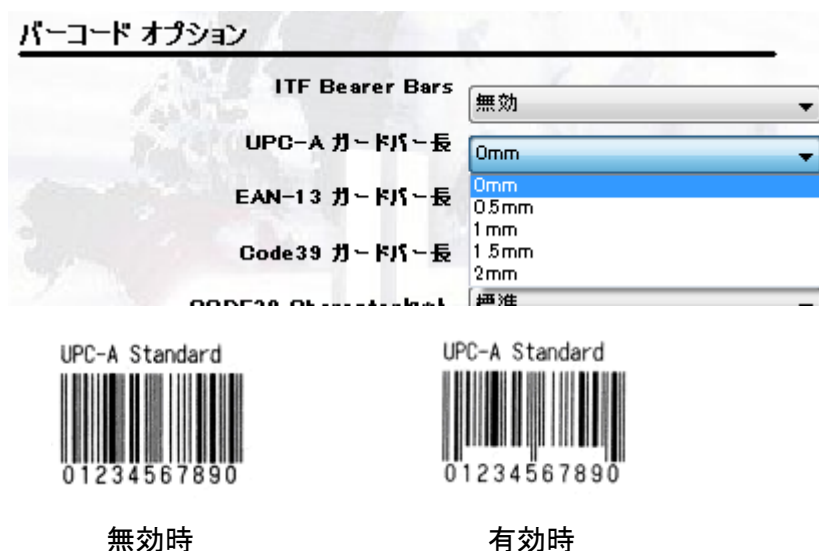 バーコード オプション
ITF Bearer Bars 無効
UPC-A ガードバー長 0mm
0mm
EAN-13 ガードバー長 0.5mm
1mm
Code39 ガードバー長 1.5mm
2mm
標準
UPC-A Standard UPC-A Standard
01234567890 01234567890
無効時 有効時